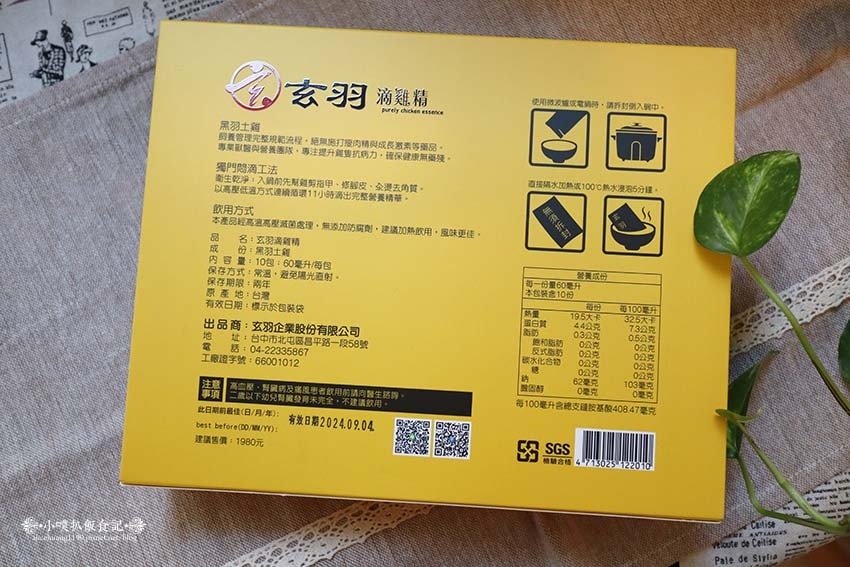 玄羽 滴雞精
purely chicken essence
黑羽土雞
飼養管理完整規範流程,絕無施打瘦肉精與成長激素等藥品。
專業獸醫與營養團隊,專注提升雞隻抗病力,確保健康無藥殘。
獨門悶滴工法
衛生乾淨:入鍋前先幫雞剪指甲、修腳皮、汆燙去角質。
以高壓低溫方式連續循環11小時滴出完整營養精華。
飲用方式
本產品經高溫高壓滅菌處理,無添加防腐劑,建議加熱飲用,風味更佳。
品　　名:玄羽滴雞精
成　　份:黑羽土雞
內 容 量:10包;60毫升/每包
保存方式:常溫,避免陽光直射。
保存期限:兩年
原 產 地:台灣
有效日期:標示於包裝袋
出 品 商:玄羽企業股份有限公司
地　　址:台中市北屯區昌平路一段58號
電　　話:04-22335867
工廠證字號:66001012
注意事項
高血壓、腎臟病及痛風患者飲用前請向醫生諮詢。
二歲以下幼兒腎臟發育未完全,不建議飲用。
此日期前最佳(日/月/年):
best before(DD/MM/YY):
有效日期2024.09.04.
建議售價:1980元
使用微波爐或電鍋時,請拆封倒入碗中。
直接隔水加熱或100℃熱水浸泡5分鐘。
無須拆封
營養成份
每一份量60毫升
本包裝含10份
每份 每100毫升
熱量 19.5大卡 32.5大卡
蛋白質 4.4公克 7.3公克
脂肪 0.3公克 0.5公克
飽和脂肪 0公克 0公克
反式脂肪 0公克 0公克
碳水化合物 0公克 0公克
糖 0公克 0公克
鈉 62毫克 103毫克
膽固醇 0毫克 0毫克
每100毫升含總支鏈胺基酸408.47毫克
SGS
檢驗合格
4 713025 122010
小噗趴飯食記
Velouté de Celtise
Pate de Stylia